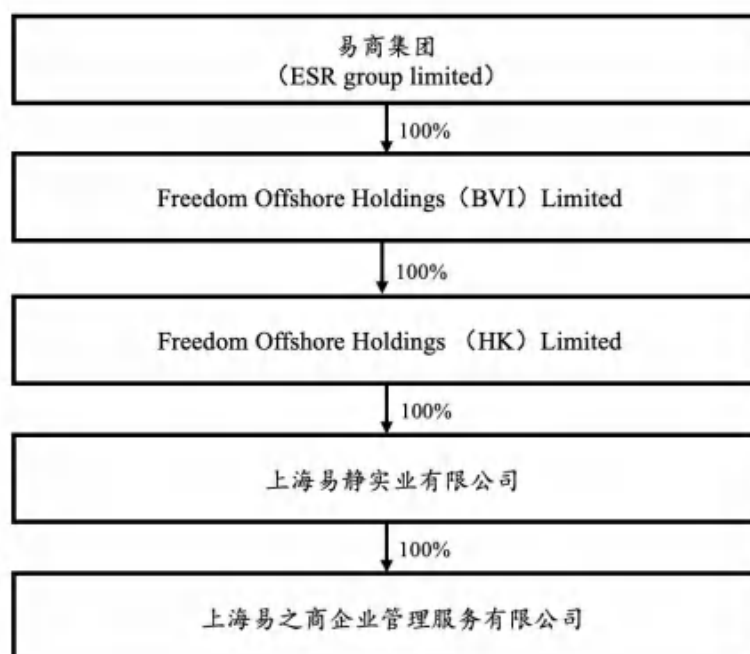 易商集团
（ESR group limited）
100%
Freedom Offshore Holdings（BVI）Limited
100%
Freedom Offshore Holdings （HK）Limited
100%
上海易静实业有限公司
100%
上海易之商企业管理服务有限公司